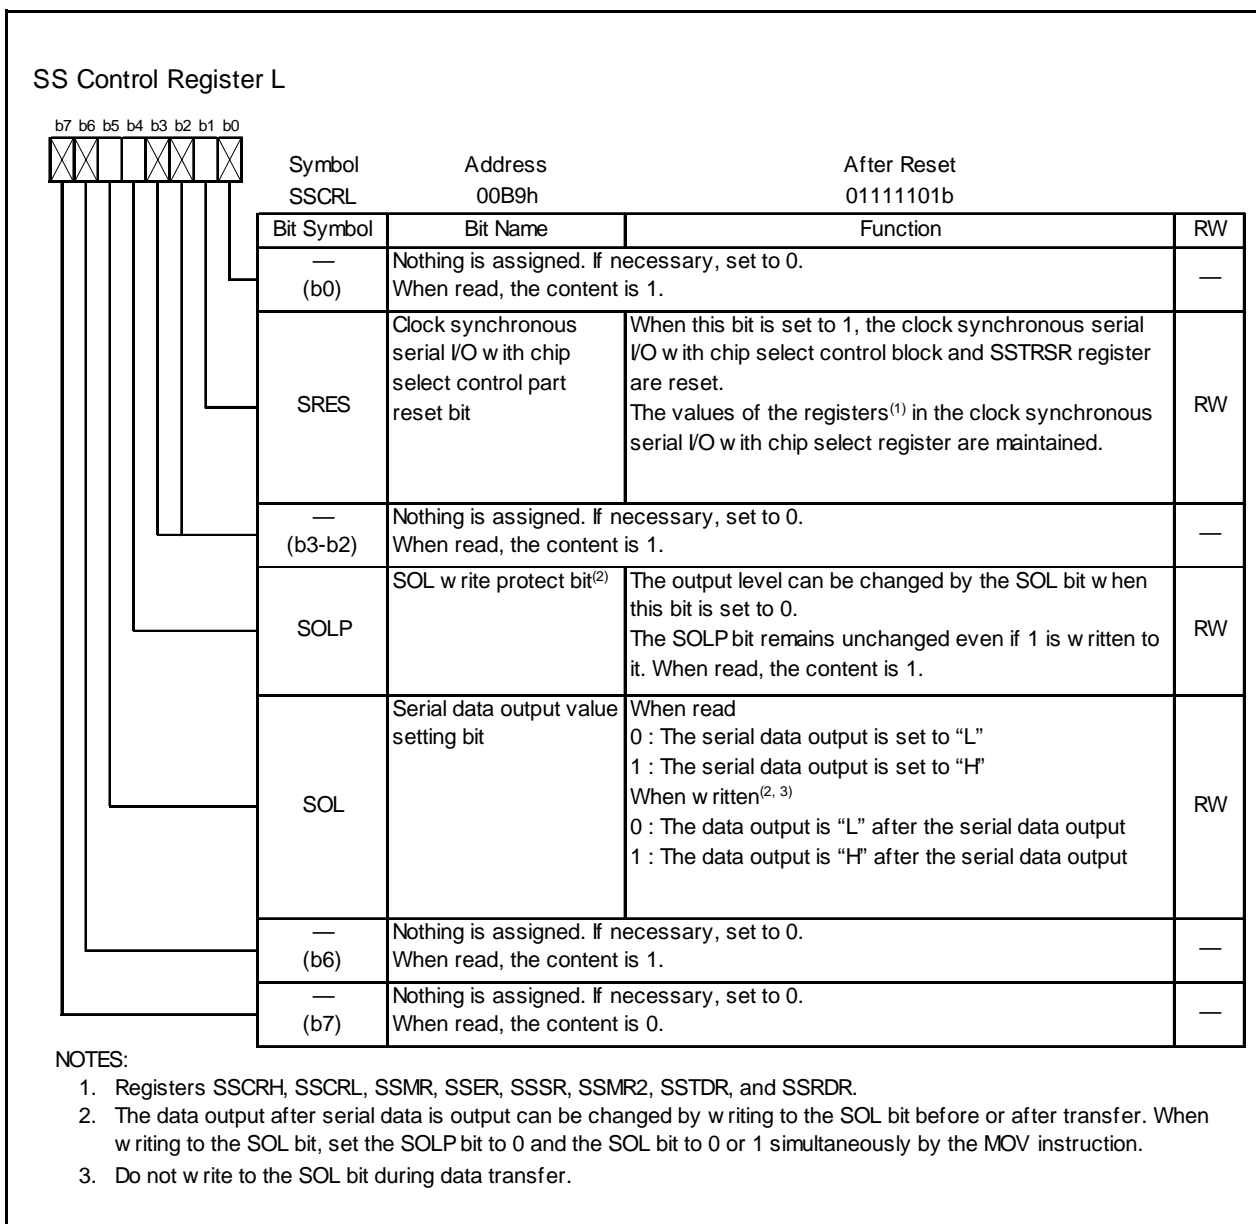 SS Control Register L
b7 b6 b5 b4 b3 b2 b1 b0
Symbol Address After Reset
SSCRL 00B9h 01111101b
Bit Symbol Bit Name Function RW
—
(b0)
Nothing is assigned. If necessary, set to 0.
When read, the content is 1.
—
SRES
Clock synchronous
serial I/O with chip
select control part
reset bit
When this bit is set to 1, the clock synchronous serial
I/O with chip select control block and SSTRSR register
are reset.
The values of the registers(1) in the clock synchronous
serial I/O with chip select register are maintained.
RW
—
(b3-b2)
Nothing is assigned. If necessary, set to 0.
When read, the content is 1.
—
SOLP
SOL write protect bit(2)
The output level can be changed by the SOL bit when
this bit is set to 0.
The SOLP bit remains unchanged even if 1 is written to
it. When read, the content is 1.
RW
SOL
Serial data output value
setting bit
When read
0 : The serial data output is set to “L”
1 : The serial data output is set to “H”
When written(2, 3)
0 : The data output is “L” after the serial data output
1 : The data output is “H” after the serial data output
RW
—
(b6)
Nothing is assigned. If necessary, set to 0.
When read, the content is 1.
—
—
(b7)
Nothing is assigned. If necessary, set to 0.
When read, the content is 0.
—
NOTES:
1. Registers SSCRH, SSCRL, SSMR, SSER, SSSR, SSMR2, SSTDR, and SSRDR.
2. The data output after serial data is output can be changed by writing to the SOL bit before or after transfer. When
writing to the SOL bit, set the SOLP bit to 0 and the SOL bit to 0 or 1 simultaneously by the MOV instruction.
3. Do not write to the SOL bit during data transfer.